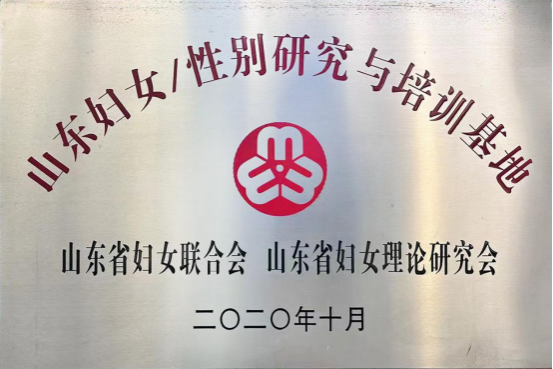 山东妇女/性别研究与培训基地
山东省妇女联合会 山东省妇女理论研究会
二〇二〇年十月